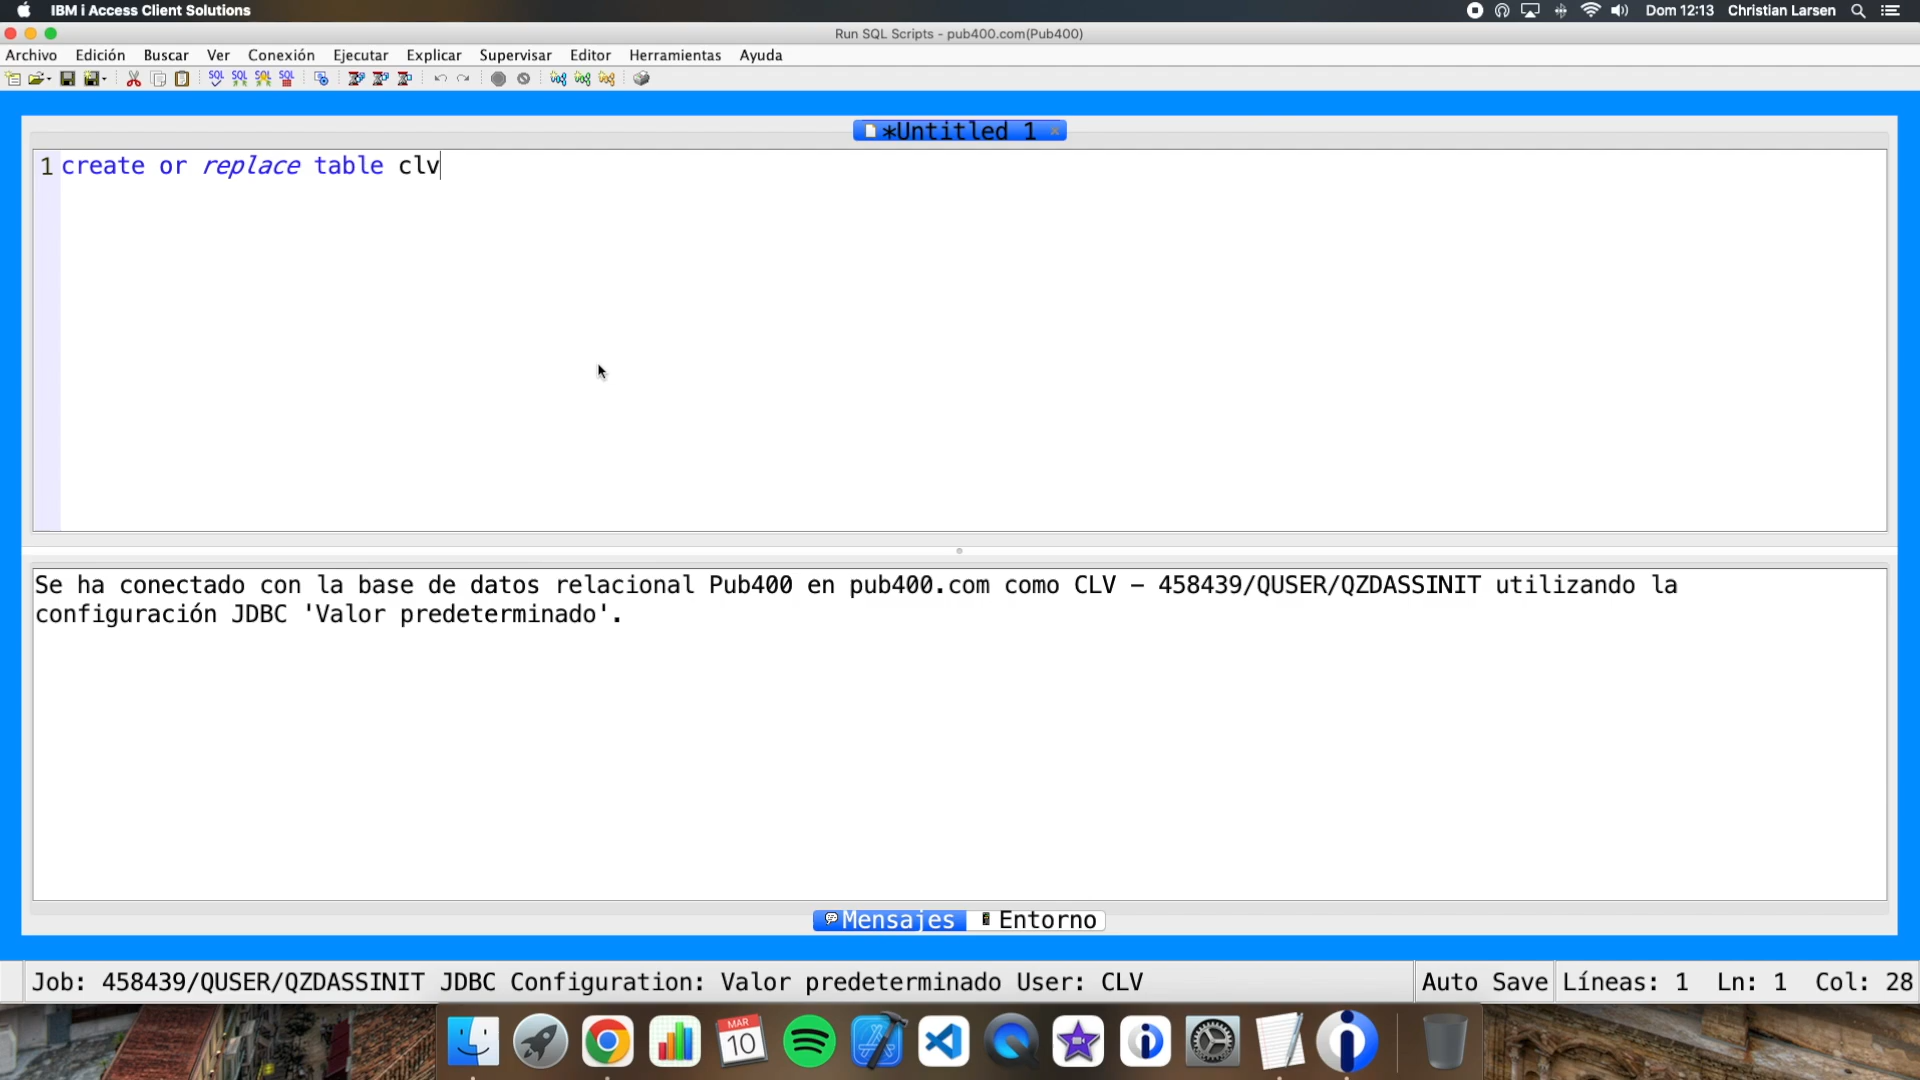 IBM i Access Client Solutions
Dom 12:13 Christian Larsen
Run SQL Scripts - pub400.com(Pub400)
Archivo Edición Buscar Ver Conexión Ejecutar Explicar Supervisar Editor Herramientas Ayuda
SQL SQL SQL SQL
*Untitled 1
1 create or replace table clv
Se ha conectado con la base de datos relacional Pub400 en pub400.com como CLV – 458439/QUSER/QZDASSINIT utilizando la
configuración JDBC 'Valor predeterminado'.
Mensajes Entorno
Job: 458439/QUSER/QZDASSINIT JDBC Configuration: Valor predeterminado User: CLV
Auto Save Líneas: 1 Ln: 1 Col: 28
MAR
10